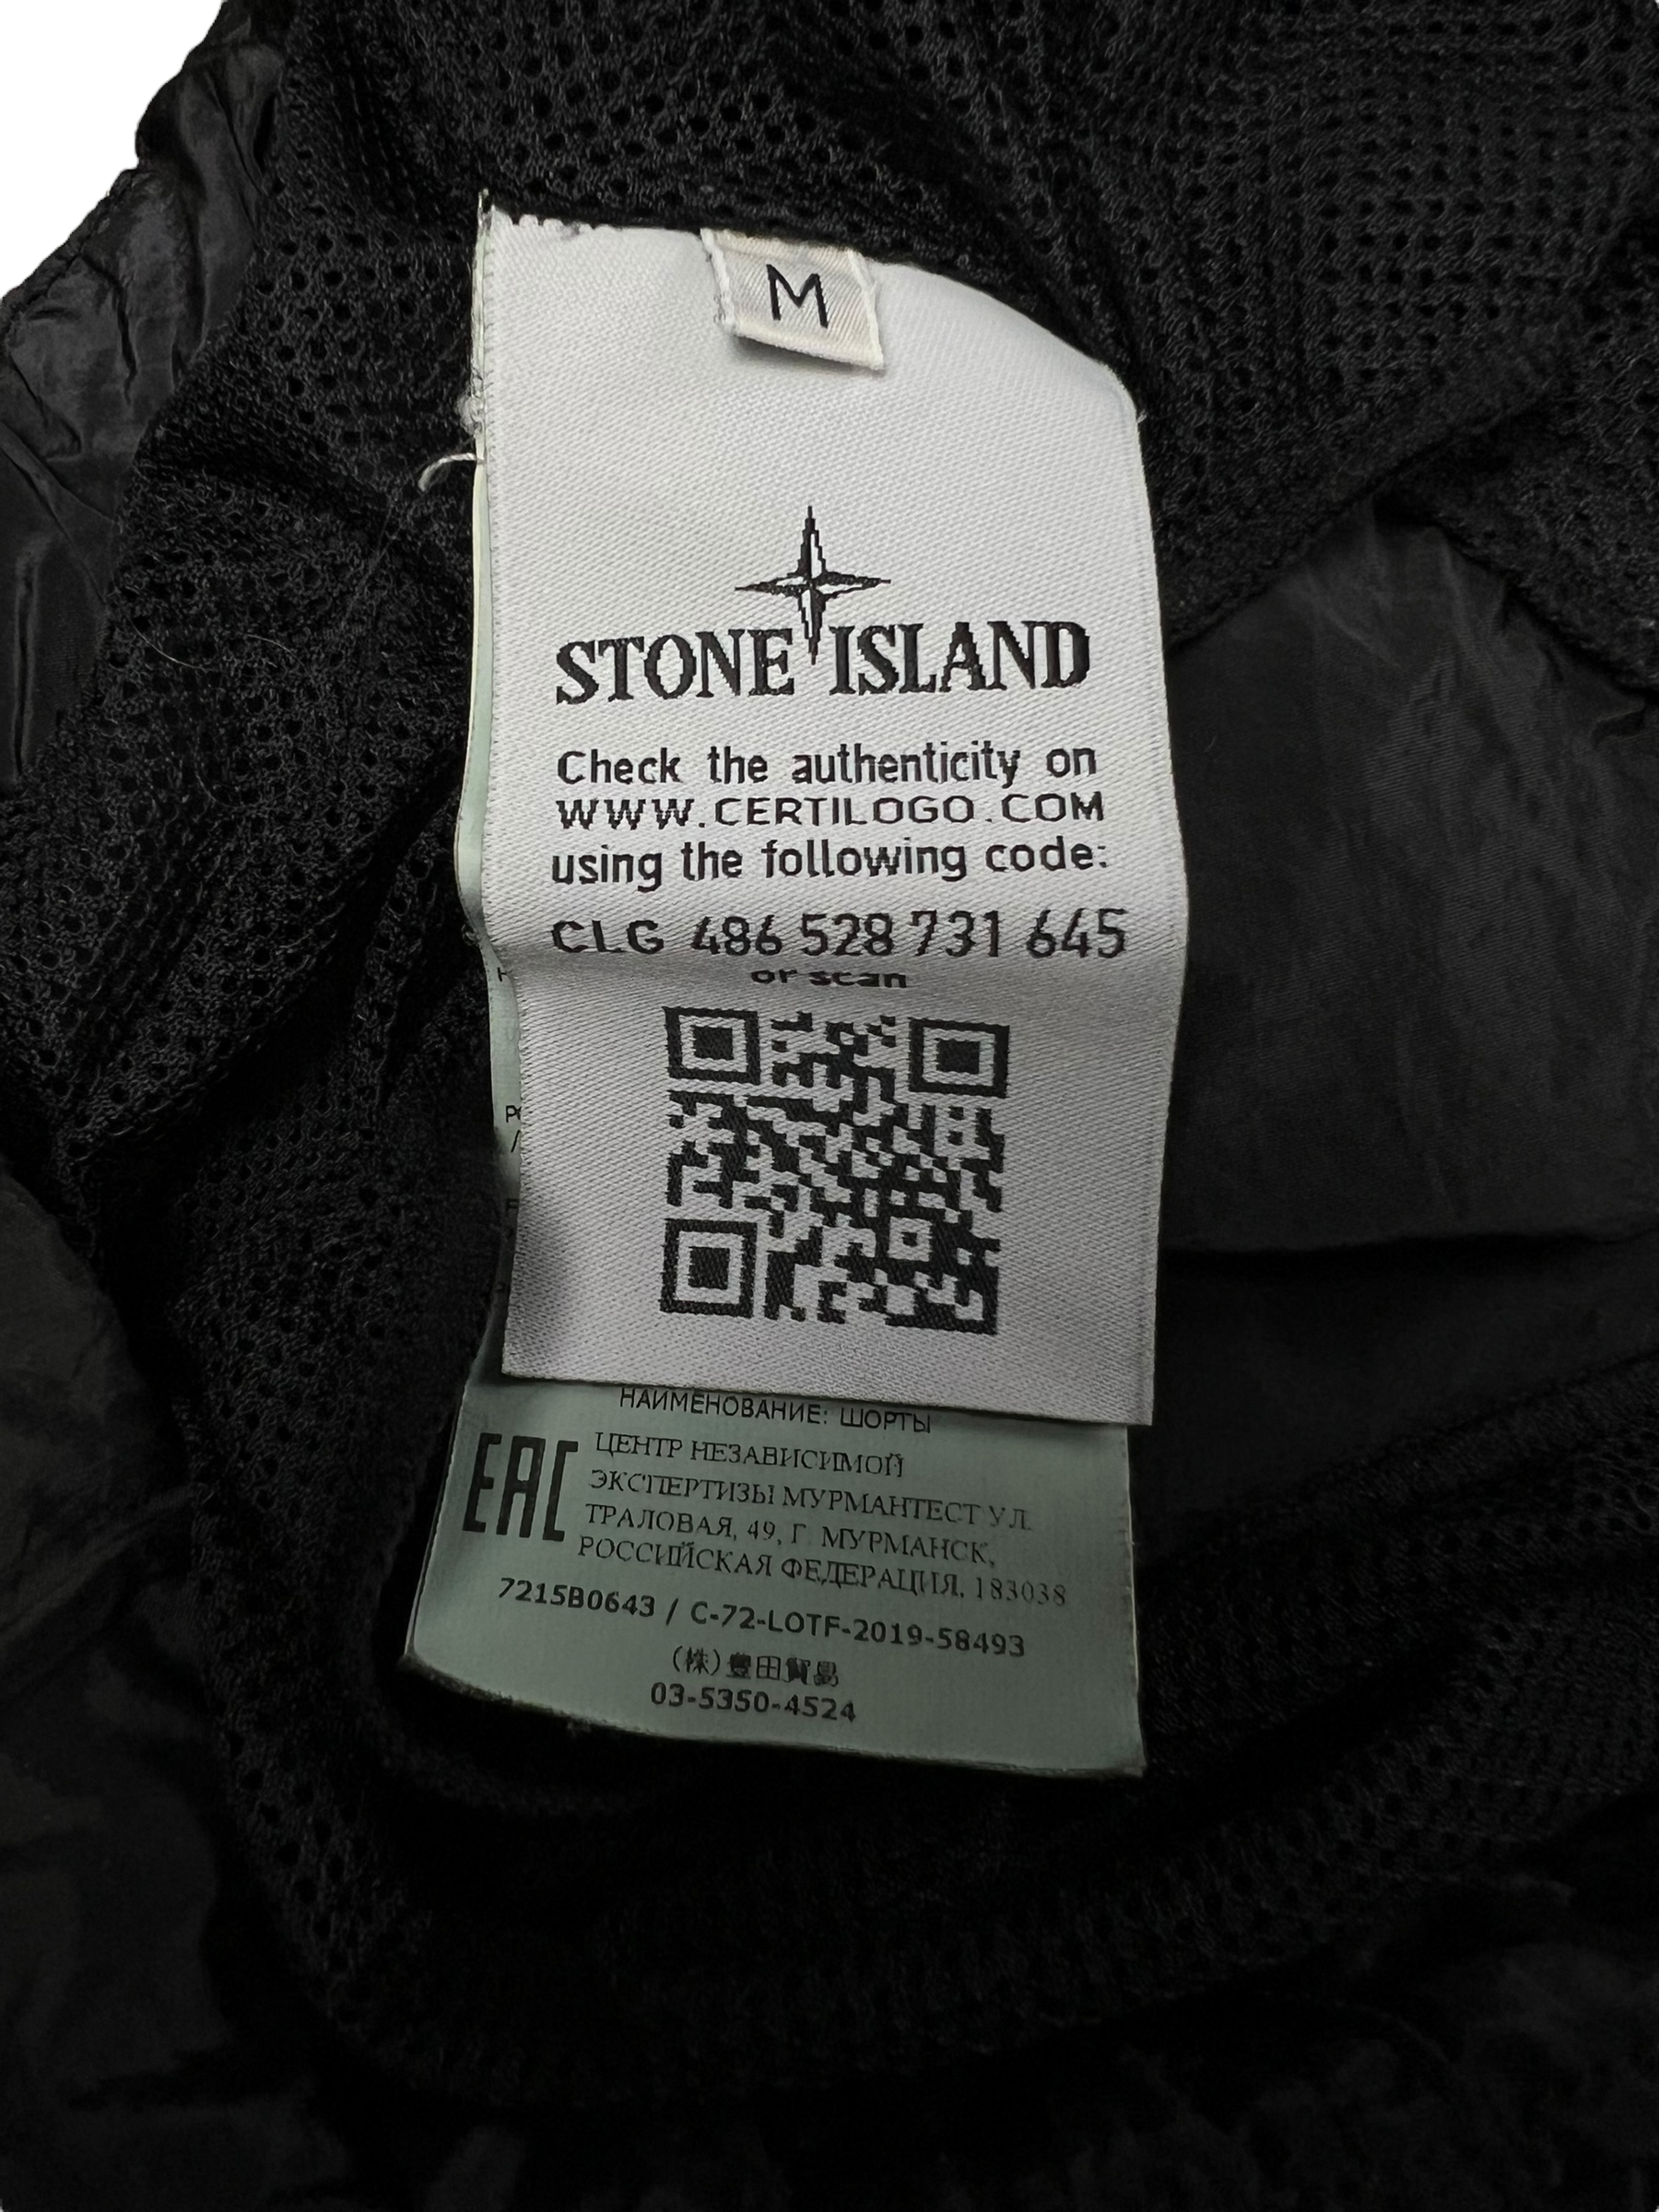 M
STONE ISLAND
Check the authenticity on
WWW.CERTILOGO.COM
using the following code:
CLG 486 528 731 645
or scan
НАИМЕНОВАНИЕ: ШОРТЫ
EAC
ЦЕНТР НЕЗАВИСИМОЙ
ЭКСПЕРТИЗЫ МУРМАНТЕСТ УЛ.
ТРАЛОВАЯ, 49, Г МУРМАНСК,
РОССИЙСКАЯ ФЕДЕРАЦИЯ, 183038
7215B0643 / C-72-LOTF-2019-58493
(株)豊田貿易
03-5350-4524